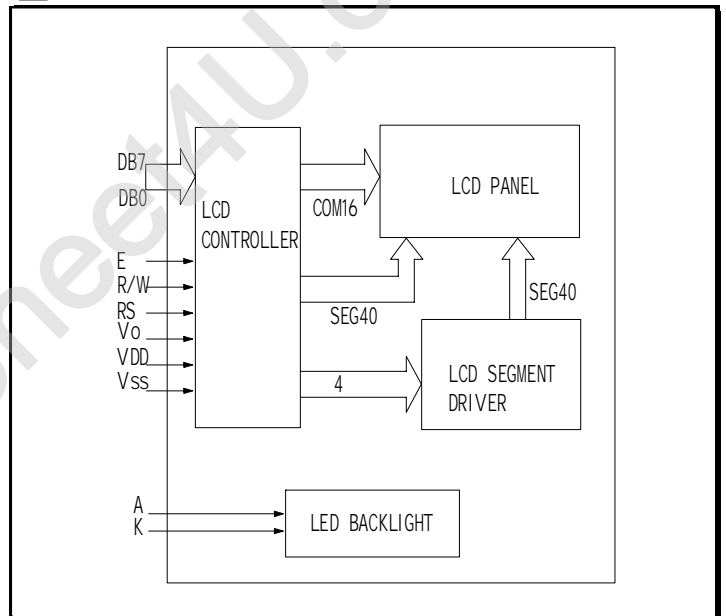 DB7
DB0
LCD
CONTROLLER
E
R/W
RS
Vo
VDD
Vss
COM16
SEG40
4
LCD PANEL
SEG40
LCD SEGMENT
DRIVER
A
K
LED BACKLIGHT